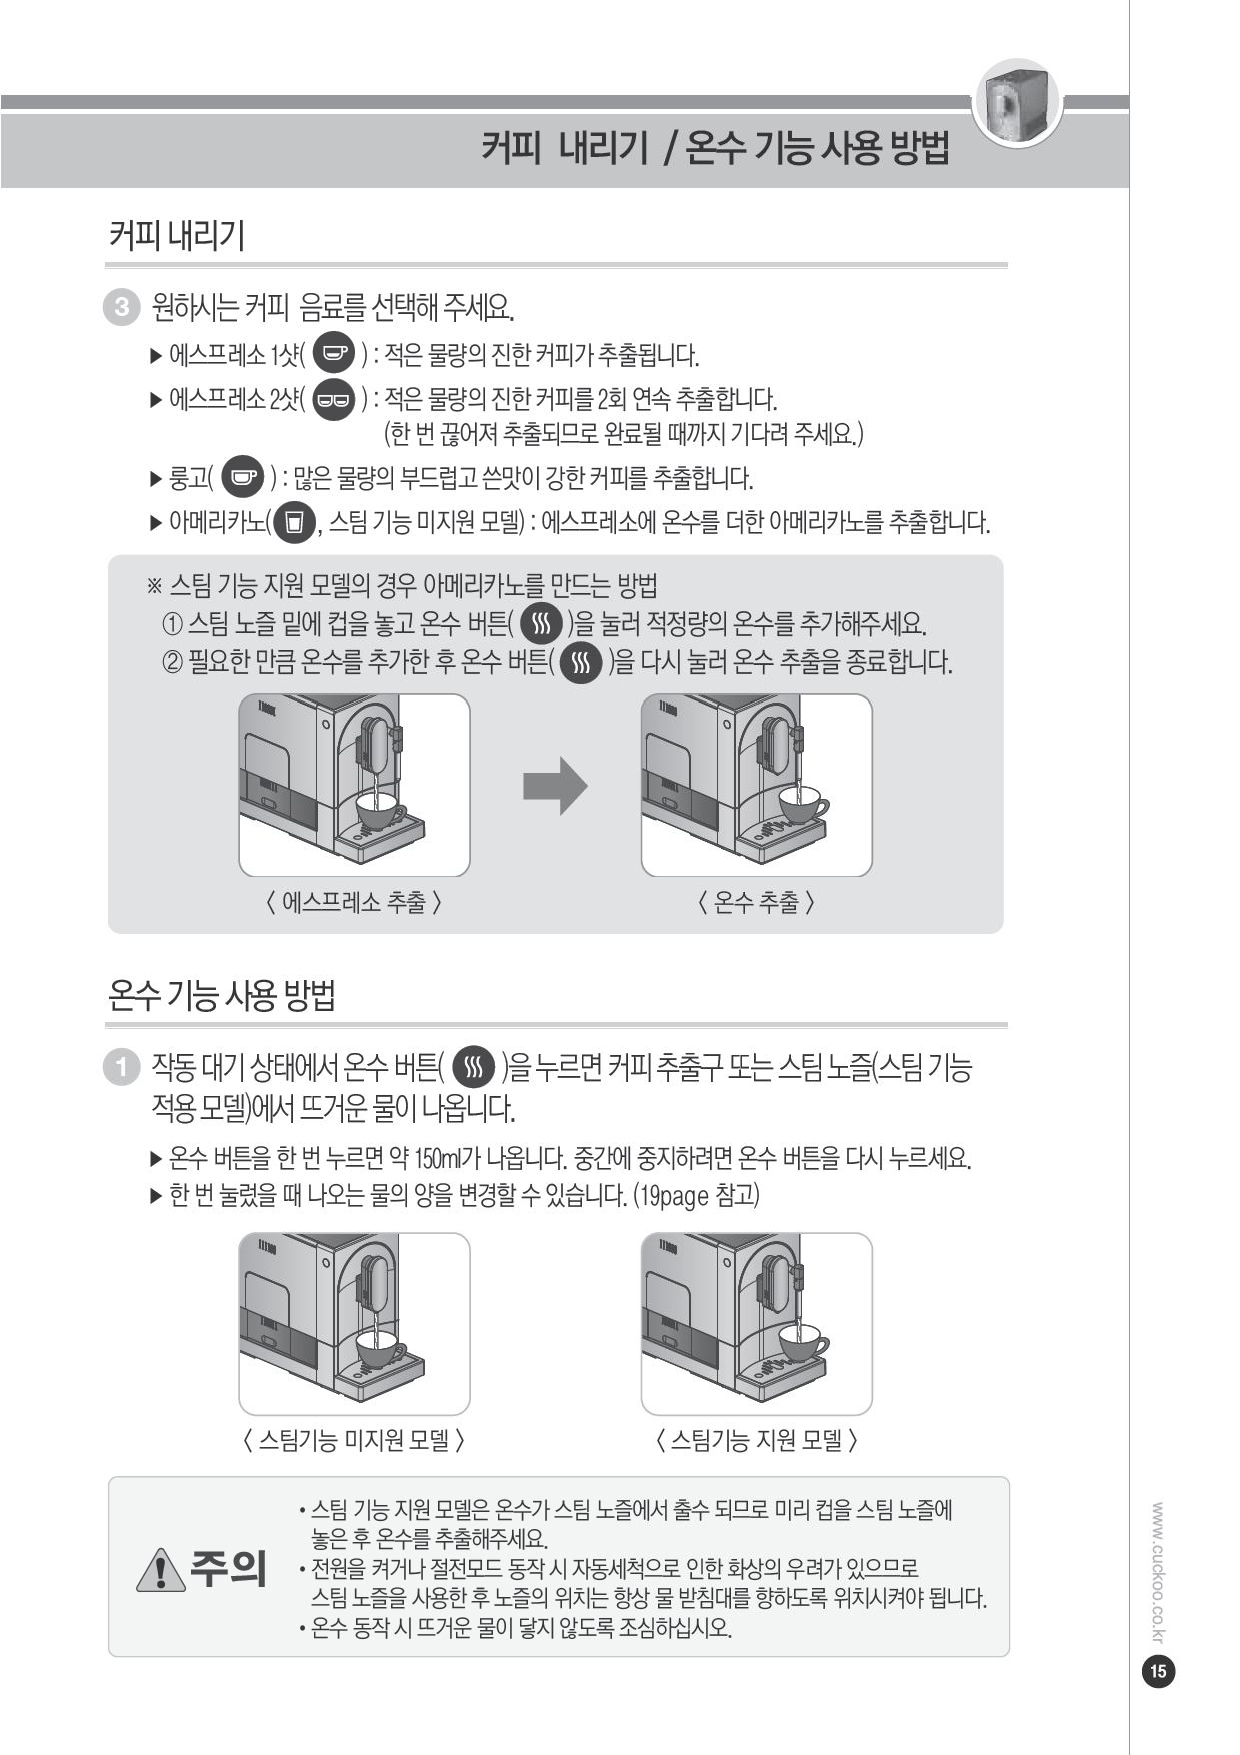 커피 내리기 / 온수 기능 사용 방법
커피 내리기
3 원하시는 커피 음료를 선택해 주세요.
▶ 에스프레소 1샷( ) : 적은 물량의 진한 커피가 추출됩니다.
▶ 에스프레소 2샷( ) : 적은 물량의 진한 커피를 2회 연속 추출합니다.
(한 번 끊어져 추출되므로 완료될 때까지 기다려 주세요.)
▶ 룽고( ) : 많은 물량의 부드럽고 쓴맛이 강한 커피를 추출합니다.
▶ 아메리카노( , 스팀 기능 미지원 모델) : 에스프레소에 온수를 더한 아메리카노를 추출합니다.
※ 스팀 기능 지원 모델의 경우 아메리카노를 만드는 방법
① 스팀 노즐 밑에 컵을 놓고 온수 버튼( )을 눌러 적정량의 온수를 추가해주세요.
② 필요한 만큼 온수를 추가한 후 온수 버튼( )을 다시 눌러 온수 추출을 종료합니다.
〈 에스프레소 추출 〉
〈 온수 추출 〉
온수 기능 사용 방법
1 작동 대기 상태에서 온수 버튼( )을 누르면 커피 추출구 또는 스팀 노즐(스팀 기능
적용 모델)에서 뜨거운 물이 나옵니다.
▶ 온수 버튼을 한 번 누르면 약 150ml가 나옵니다. 중간에 중지하려면 온수 버튼을 다시 누르세요.
▶ 한 번 눌렀을 때 나오는 물의 양을 변경할 수 있습니다. (19page 참고)
〈 스팀기능 미지원 모델 〉
〈 스팀기능 지원 모델 〉
주의
• 스팀 기능 지원 모델은 온수가 스팀 노즐에서 출수 되므로 미리 컵을 스팀 노즐에
놓은 후 온수를 추출해주세요.
• 전원을 켜거나 절전모드 동작 시 자동세척으로 인한 화상의 우려가 있으므로
스팀 노즐을 사용한 후 노즐의 위치는 항상 물 받침대를 향하도록 위치시켜야 됩니다.
• 온수 동작 시 뜨거운 물이 닿지 않도록 조심하십시오.
www.cuckoo.co.kr
15